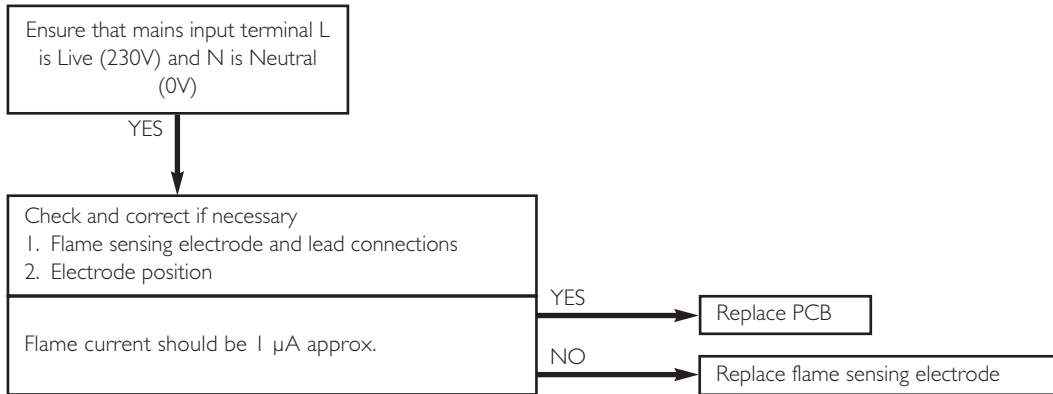 Ensure that mains input terminal L
is Live (230V) and N is Neutral
(0V)
YES
Check and correct if necessary
1. Flame sensing electrode and lead connections
2. Electrode position
Flame current should be 1 µA approx.
YES
Replace PCB
NO
Replace flame sensing electrode